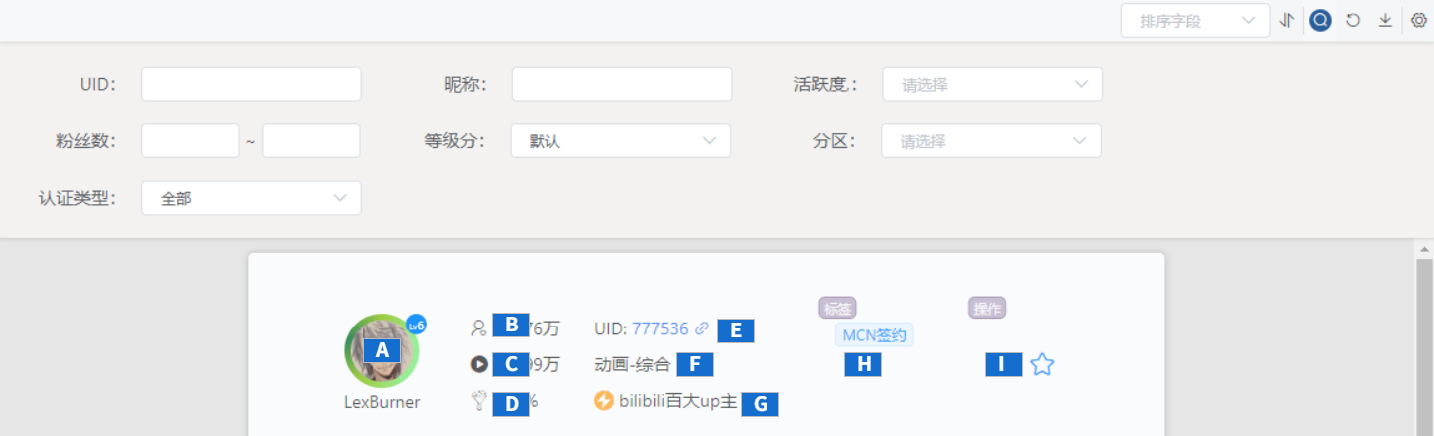 排序字段
UID:
昵称:
活跃度,:
请选择
粉丝数:
~
等级分:
默认
分区:
请选择
认证类型:
全部
标签
操作
Lv6
B 76万
UID: 777536
E
MCN签约
A
C 99万
动画-综合
F
H
I
LexBurner
D %
bilibili百大up主
G